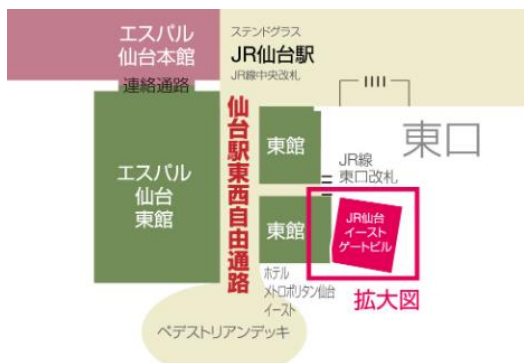 エスパル
仙台本館
連絡通路
ステンドグラス
JR仙台駅
JR線中央改札
仙台駅東西自由通路
エスパル
仙台
東館
東館
東館
JR線
東口改札
東口
JR仙台
イースト
ゲートビル
拡大図
ホテル
メトロポリタン仙台
イースト
ペデストリアンデッキ